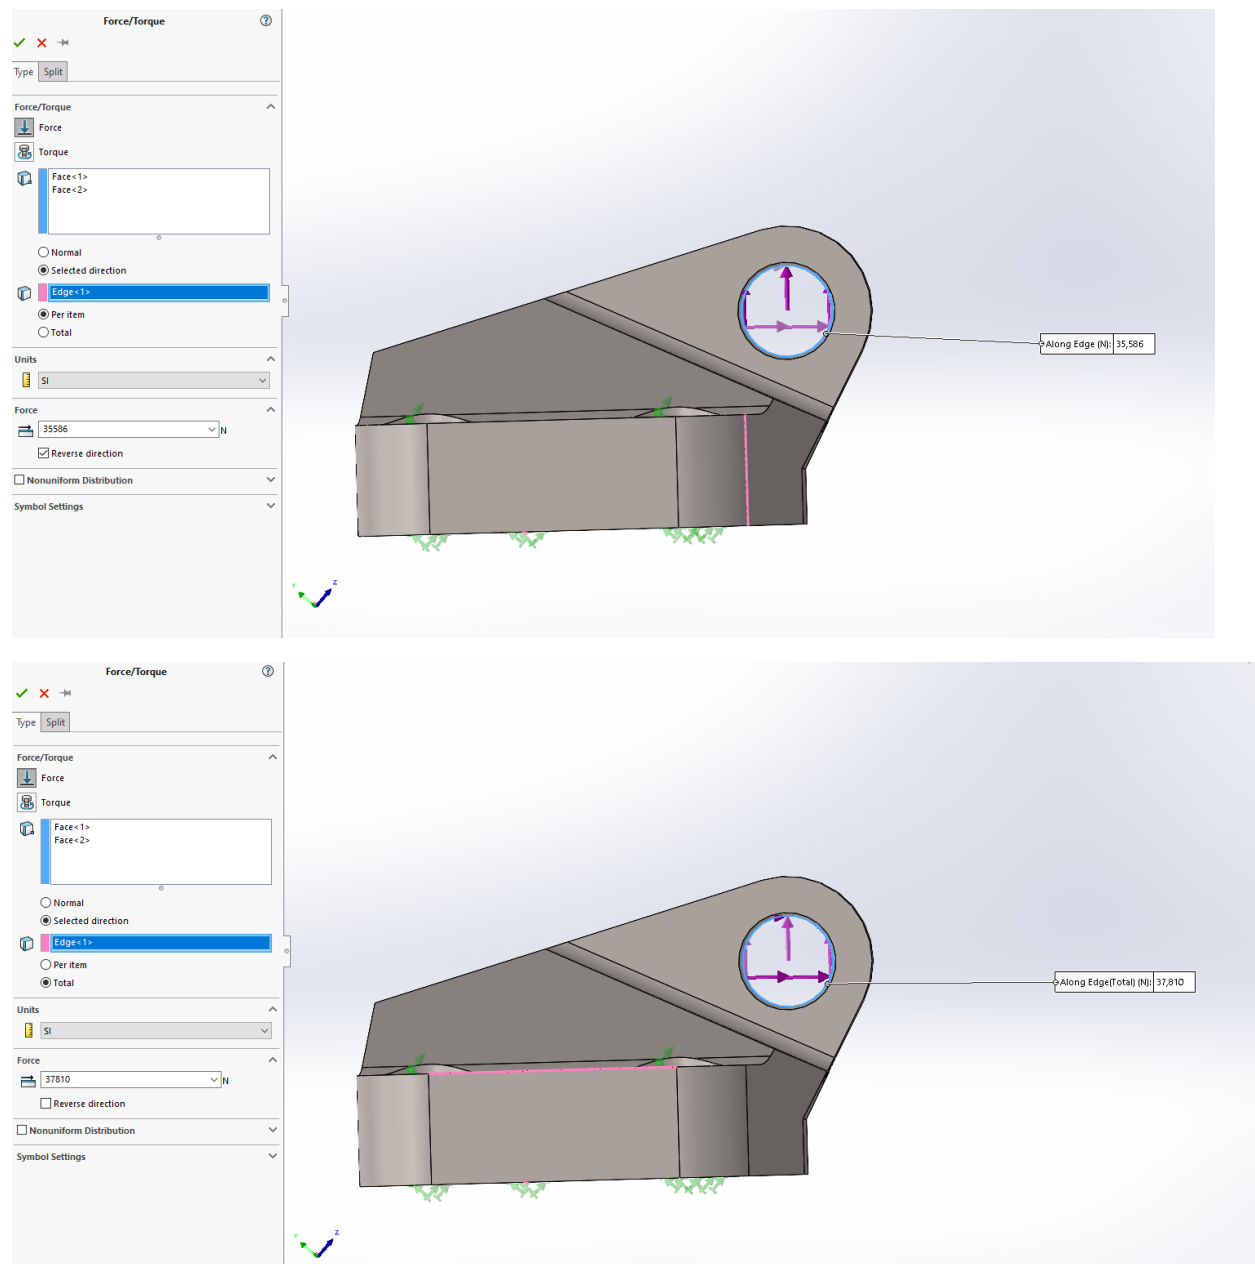 Force/Torque
Type Split
Force/Torque
Force
Torque
Face<1>
Face<2>
Normal
Selected direction
Edge<1>
Per item
Total
Units
SI
Force
35586 N
Reverse direction
Nonuniform Distribution
Symbol Settings
Along Edge (N): 35,586
Y Z
Force/Torque
Type Split
Force/Torque
Force
Torque
Face<1>
Face<2>
Normal
Selected direction
Edge<1>
Per item
Total
Units
SI
Force
37810 N
Reverse direction
Nonuniform Distribution
Symbol Settings
Along Edge(Total) (N): 37,810
Y Z